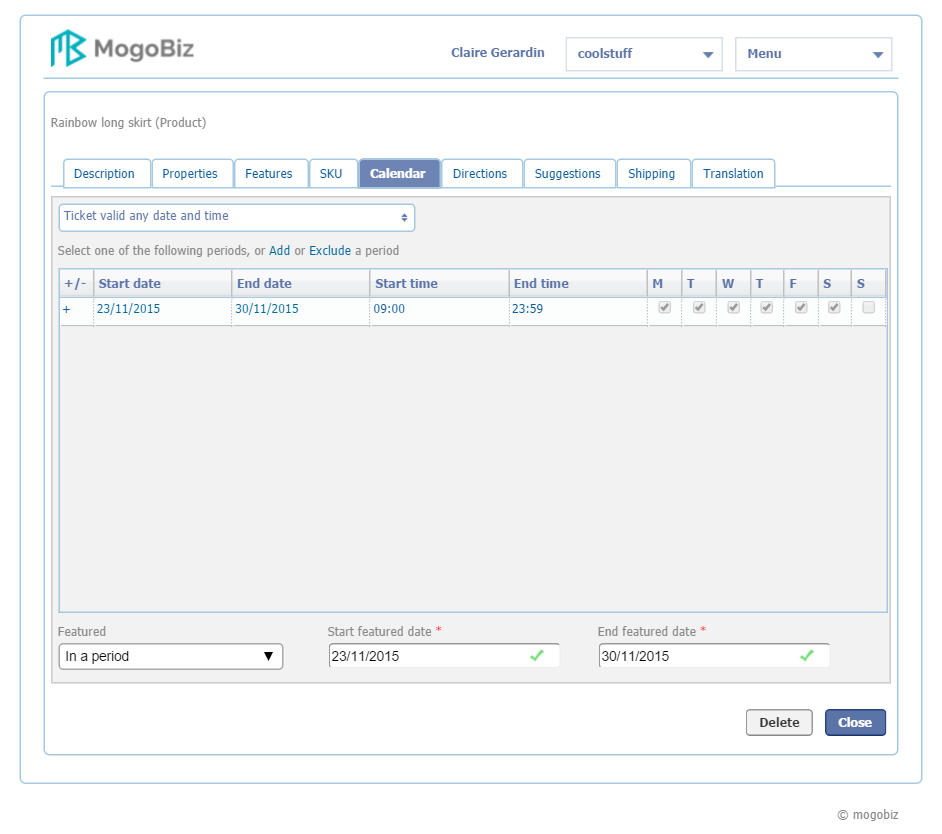 MogoBiz Claire Gerardin coolstuff Menu
Rainbow long skirt (Product)
Description Properties Features SKU Calendar Directions Suggestions Shipping Translation
Ticket valid any date and time
Select one of the following periods, or Add or Exclude a period
+/- Start date End date Start time End time M T W T F S S
+ 23/11/2015 30/11/2015 09:00 23:59
Featured Start featured date * End featured date *
In a period 23/11/2015 30/11/2015
Delete Close
© mogobiz